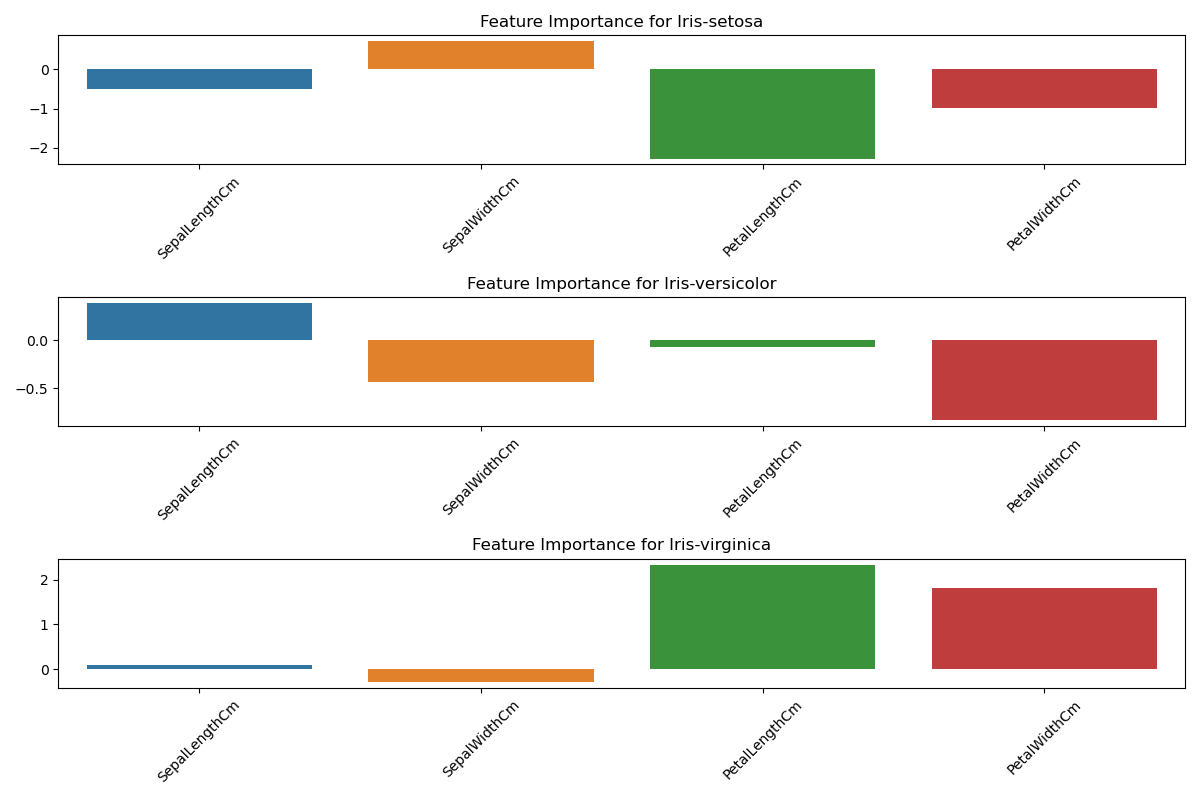 Feature Importance for Iris-setosa
0
−1
−2
SepalLengthCm
SepalWidthCm
PetalLengthCm
PetalWidthCm
Feature Importance for Iris-versicolor
0.0
−0.5
SepalLengthCm
SepalWidthCm
PetalLengthCm
PetalWidthCm
Feature Importance for Iris-virginica
2
1
0
SepalLengthCm
SepalWidthCm
PetalLengthCm
PetalWidthCm